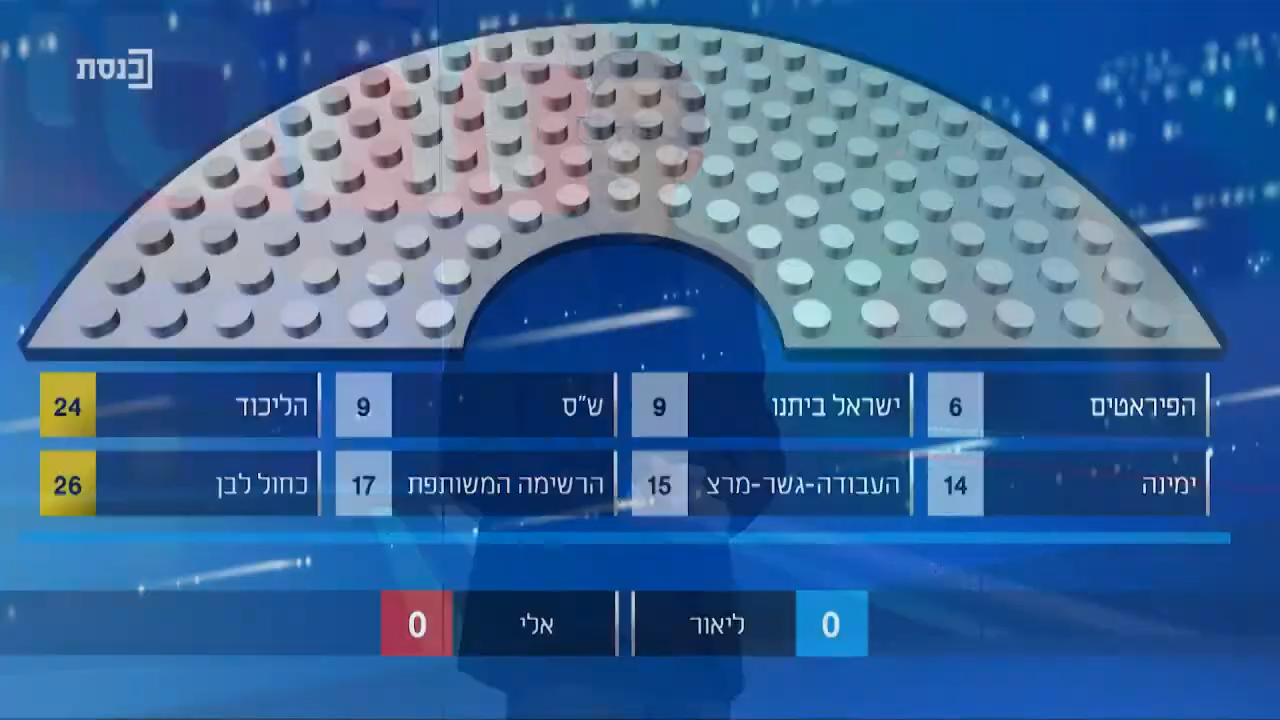 כנסת
הפיראטים 6 ישראל ביתנו 9 ש"ס 9 הליכוד 24
ימינה 14 העבודה-גשר-מרצ 15 הרשימה המשותפת 17 כחול לבן 26
0 ליאור אלי 0